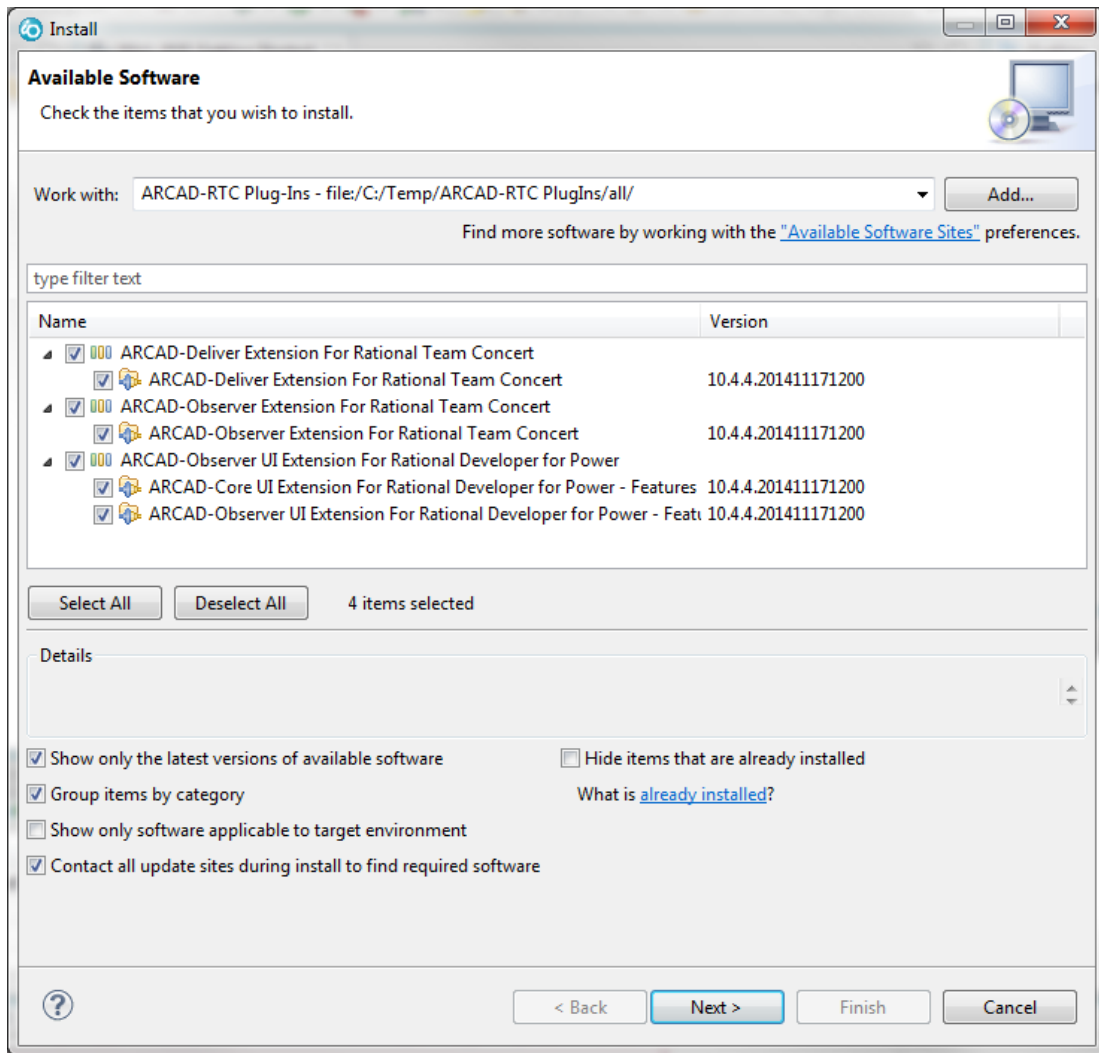 Install
Available Software
Check the items that you wish to install.
Work with: ARCAD-RTC Plug-Ins - file:/C:/Temp/ARCAD-RTC PlugIns/all/ Add...
Find more software by working with the "Available Software Sites" preferences.
type filter text
Name Version
ARCAD-Deliver Extension For Rational Team Concert
ARCAD-Deliver Extension For Rational Team Concert 10.4.4.201411171200
ARCAD-Observer Extension For Rational Team Concert
ARCAD-Observer Extension For Rational Team Concert 10.4.4.201411171200
ARCAD-Observer UI Extension For Rational Developer for Power
ARCAD-Core UI Extension For Rational Developer for Power - Features 10.4.4.201411171200
ARCAD-Observer UI Extension For Rational Developer for Power - Featu 10.4.4.201411171200
Select All Deselect All 4 items selected
Details
Show only the latest versions of available software Hide items that are already installed
Group items by category What is already installed?
Show only software applicable to target environment
Contact all update sites during install to find required software
? < Back Next > Finish Cancel